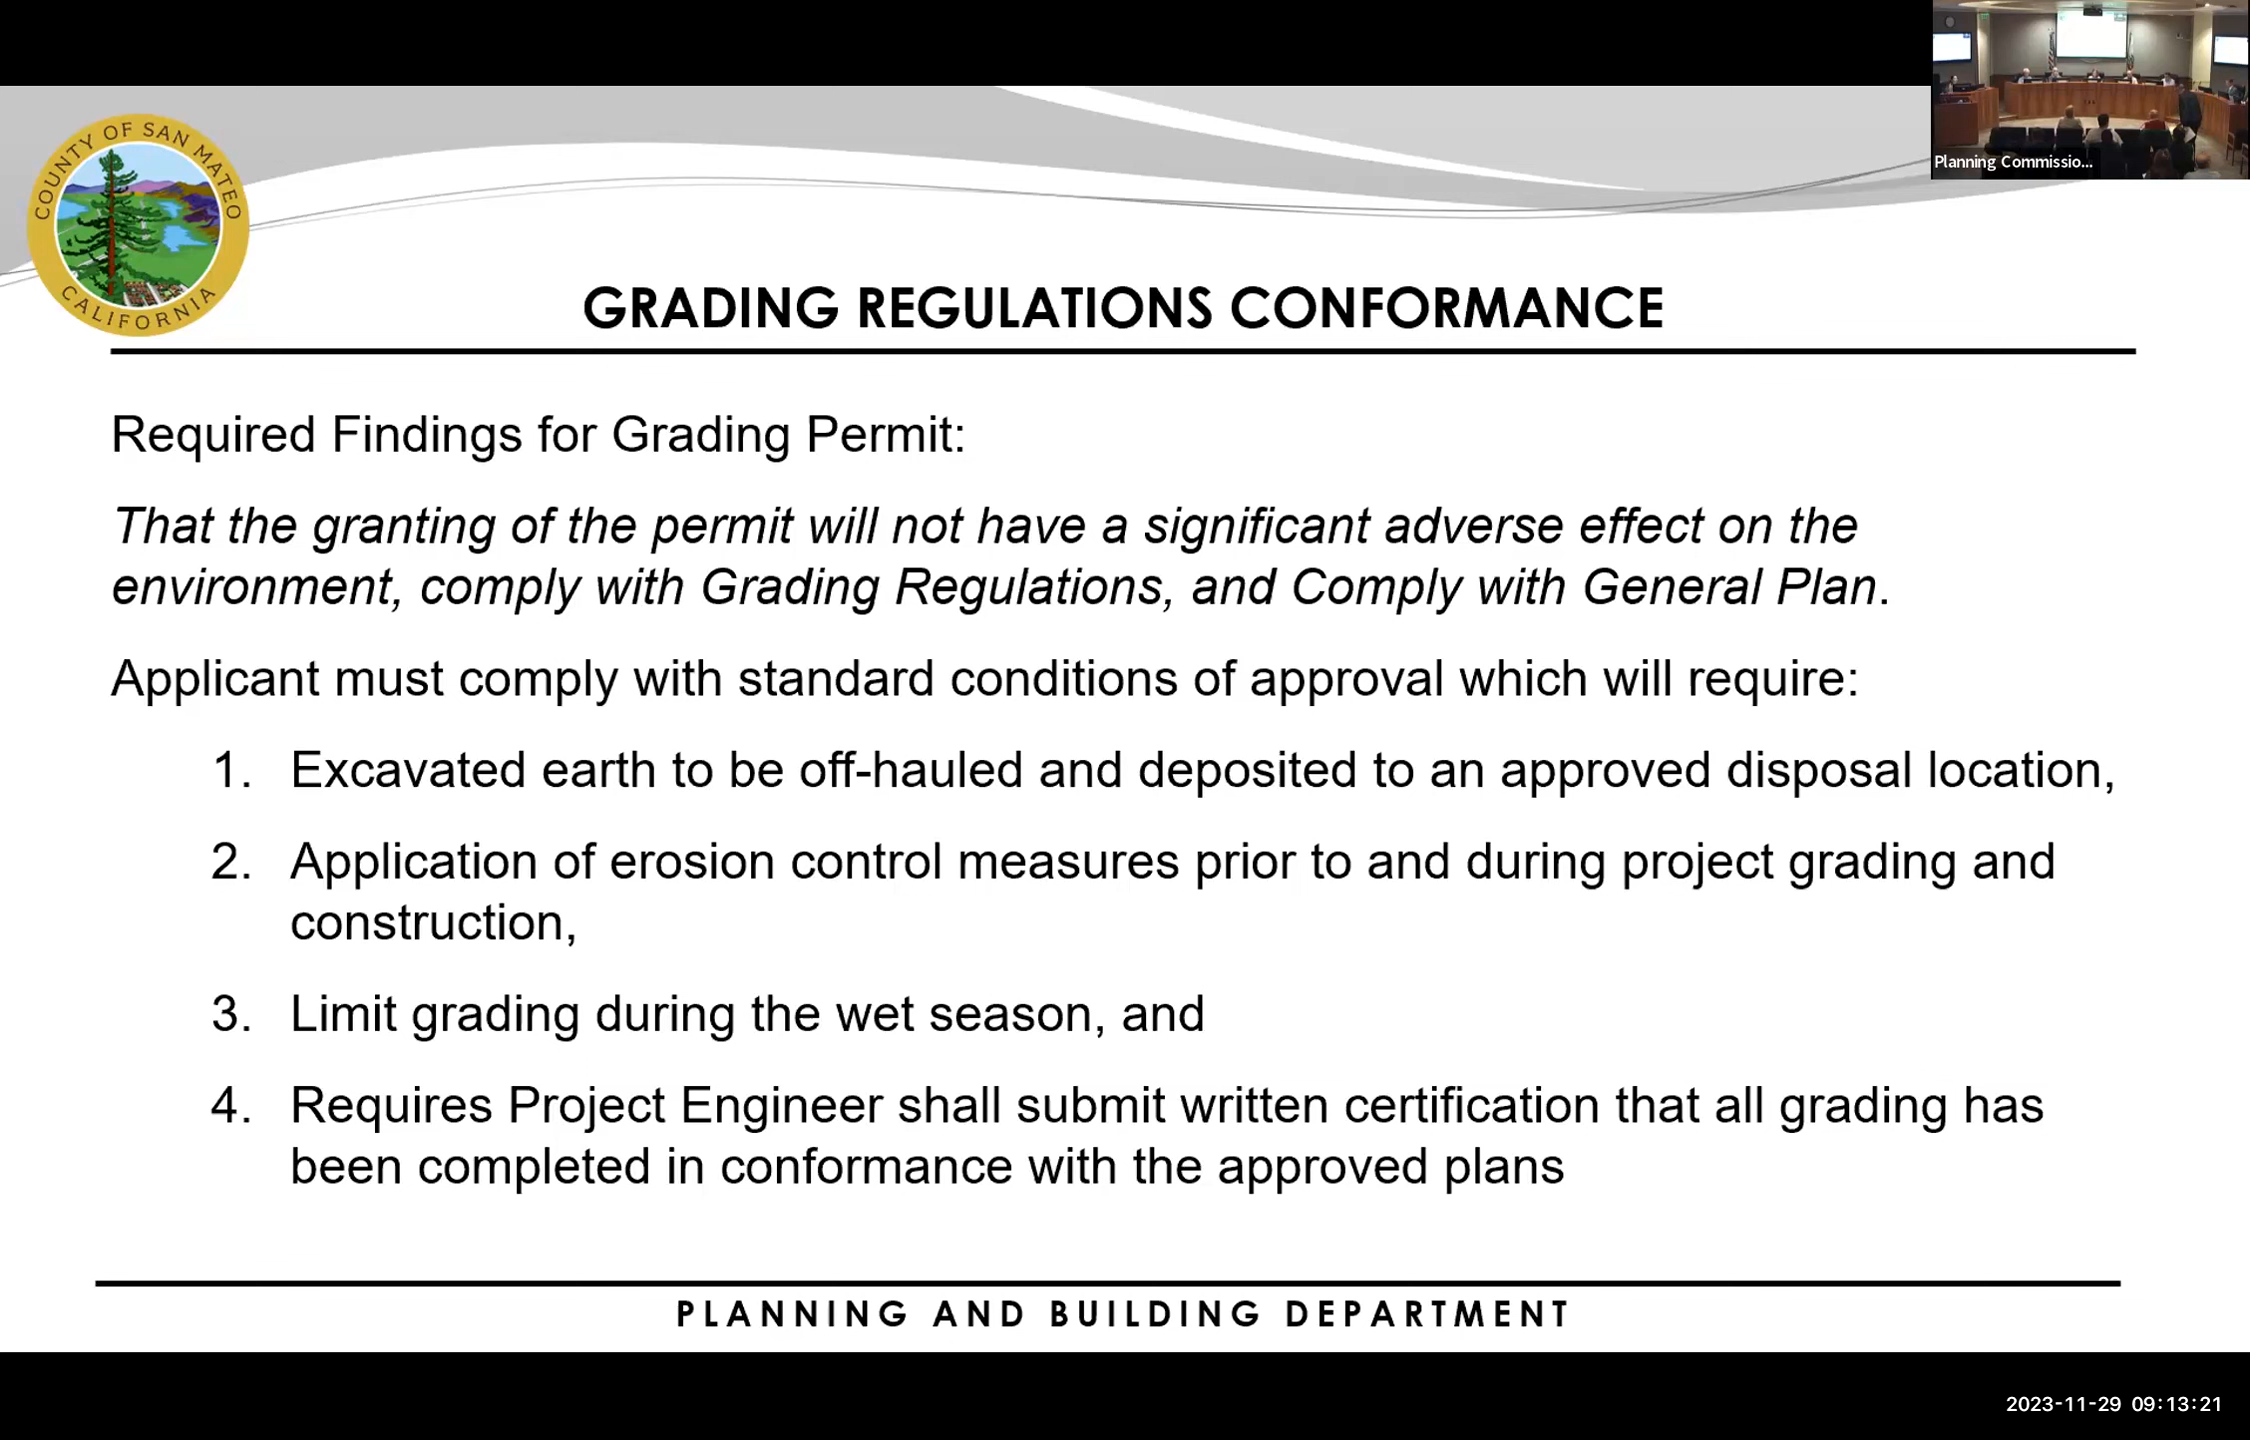 Planning Commissio...
COUNTY OF SAN MATEO
CALIFORNIA
GRADING REGULATIONS CONFORMANCE
Required Findings for Grading Permit:
That the granting of the permit will not have a significant adverse effect on the
environment, comply with Grading Regulations, and Comply with General Plan.
Applicant must comply with standard conditions of approval which will require:
1. Excavated earth to be off-hauled and deposited to an approved disposal location,
2. Application of erosion control measures prior to and during project grading and
construction,
3. Limit grading during the wet season, and
4. Requires Project Engineer shall submit written certification that all grading has
been completed in conformance with the approved plans
PLANNING AND BUILDING DEPARTMENT
2023-11-29 09:13:21